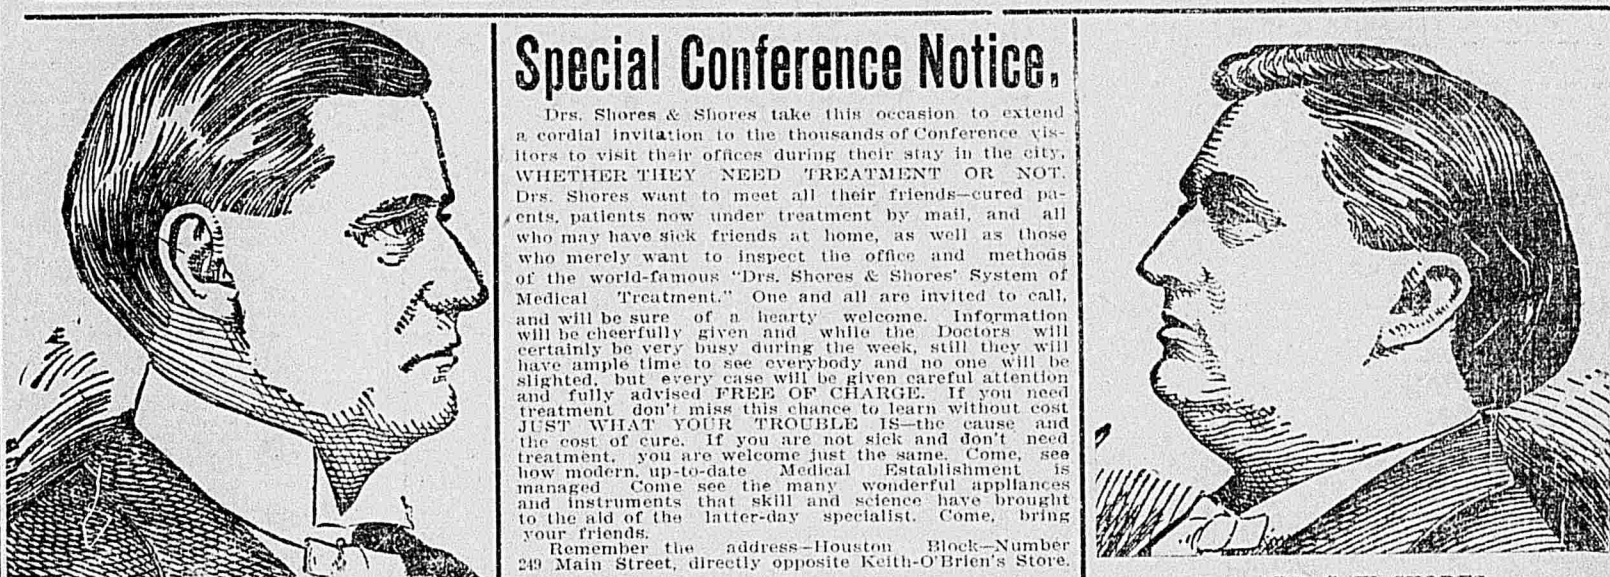 Special Conference Notice.
Drs. Shores & Shores take this occasion to extend
a cordial invitation to the thousands of Conference vis-
itors to visit their offices during their stay in the city,
WHETHER THEY NEED TREATMENT OR NOT.
Drs. Shores want to meet all their friends—cured pa-
ents, patients now under treatment by mail, and all
who may have sick friends at home, as well as those
who merely want to inspect the office and methods
of the world-famous "Drs. Shores & Shores' System of
Medical Treatment." One and all are invited to call,
and will be sure of a hearty welcome. Information
will be cheerfully given and while the Doctors will
certainly be very busy during the week, still they will
have ample time to see everybody and no one will be
slighted, but every case will be given careful attention
and fully advised FREE OF CHARGE. If you need
treatment don't miss this chance to learn without cost
JUST WHAT YOUR TROUBLE IS—the cause and
the cost of cure. If you are not sick and don't need
treatment, you are welcome just the same. Come, see
how modern, up-to-date Medical Establishment is
managed Come see the many wonderful appliances
and instruments that skill and science have brought
to the aid of the latter-day specialist. Come, bring
your friends.
Remember the address—Houston Block—Number
249 Main Street, directly opposite Keith-O'Brien's Store.